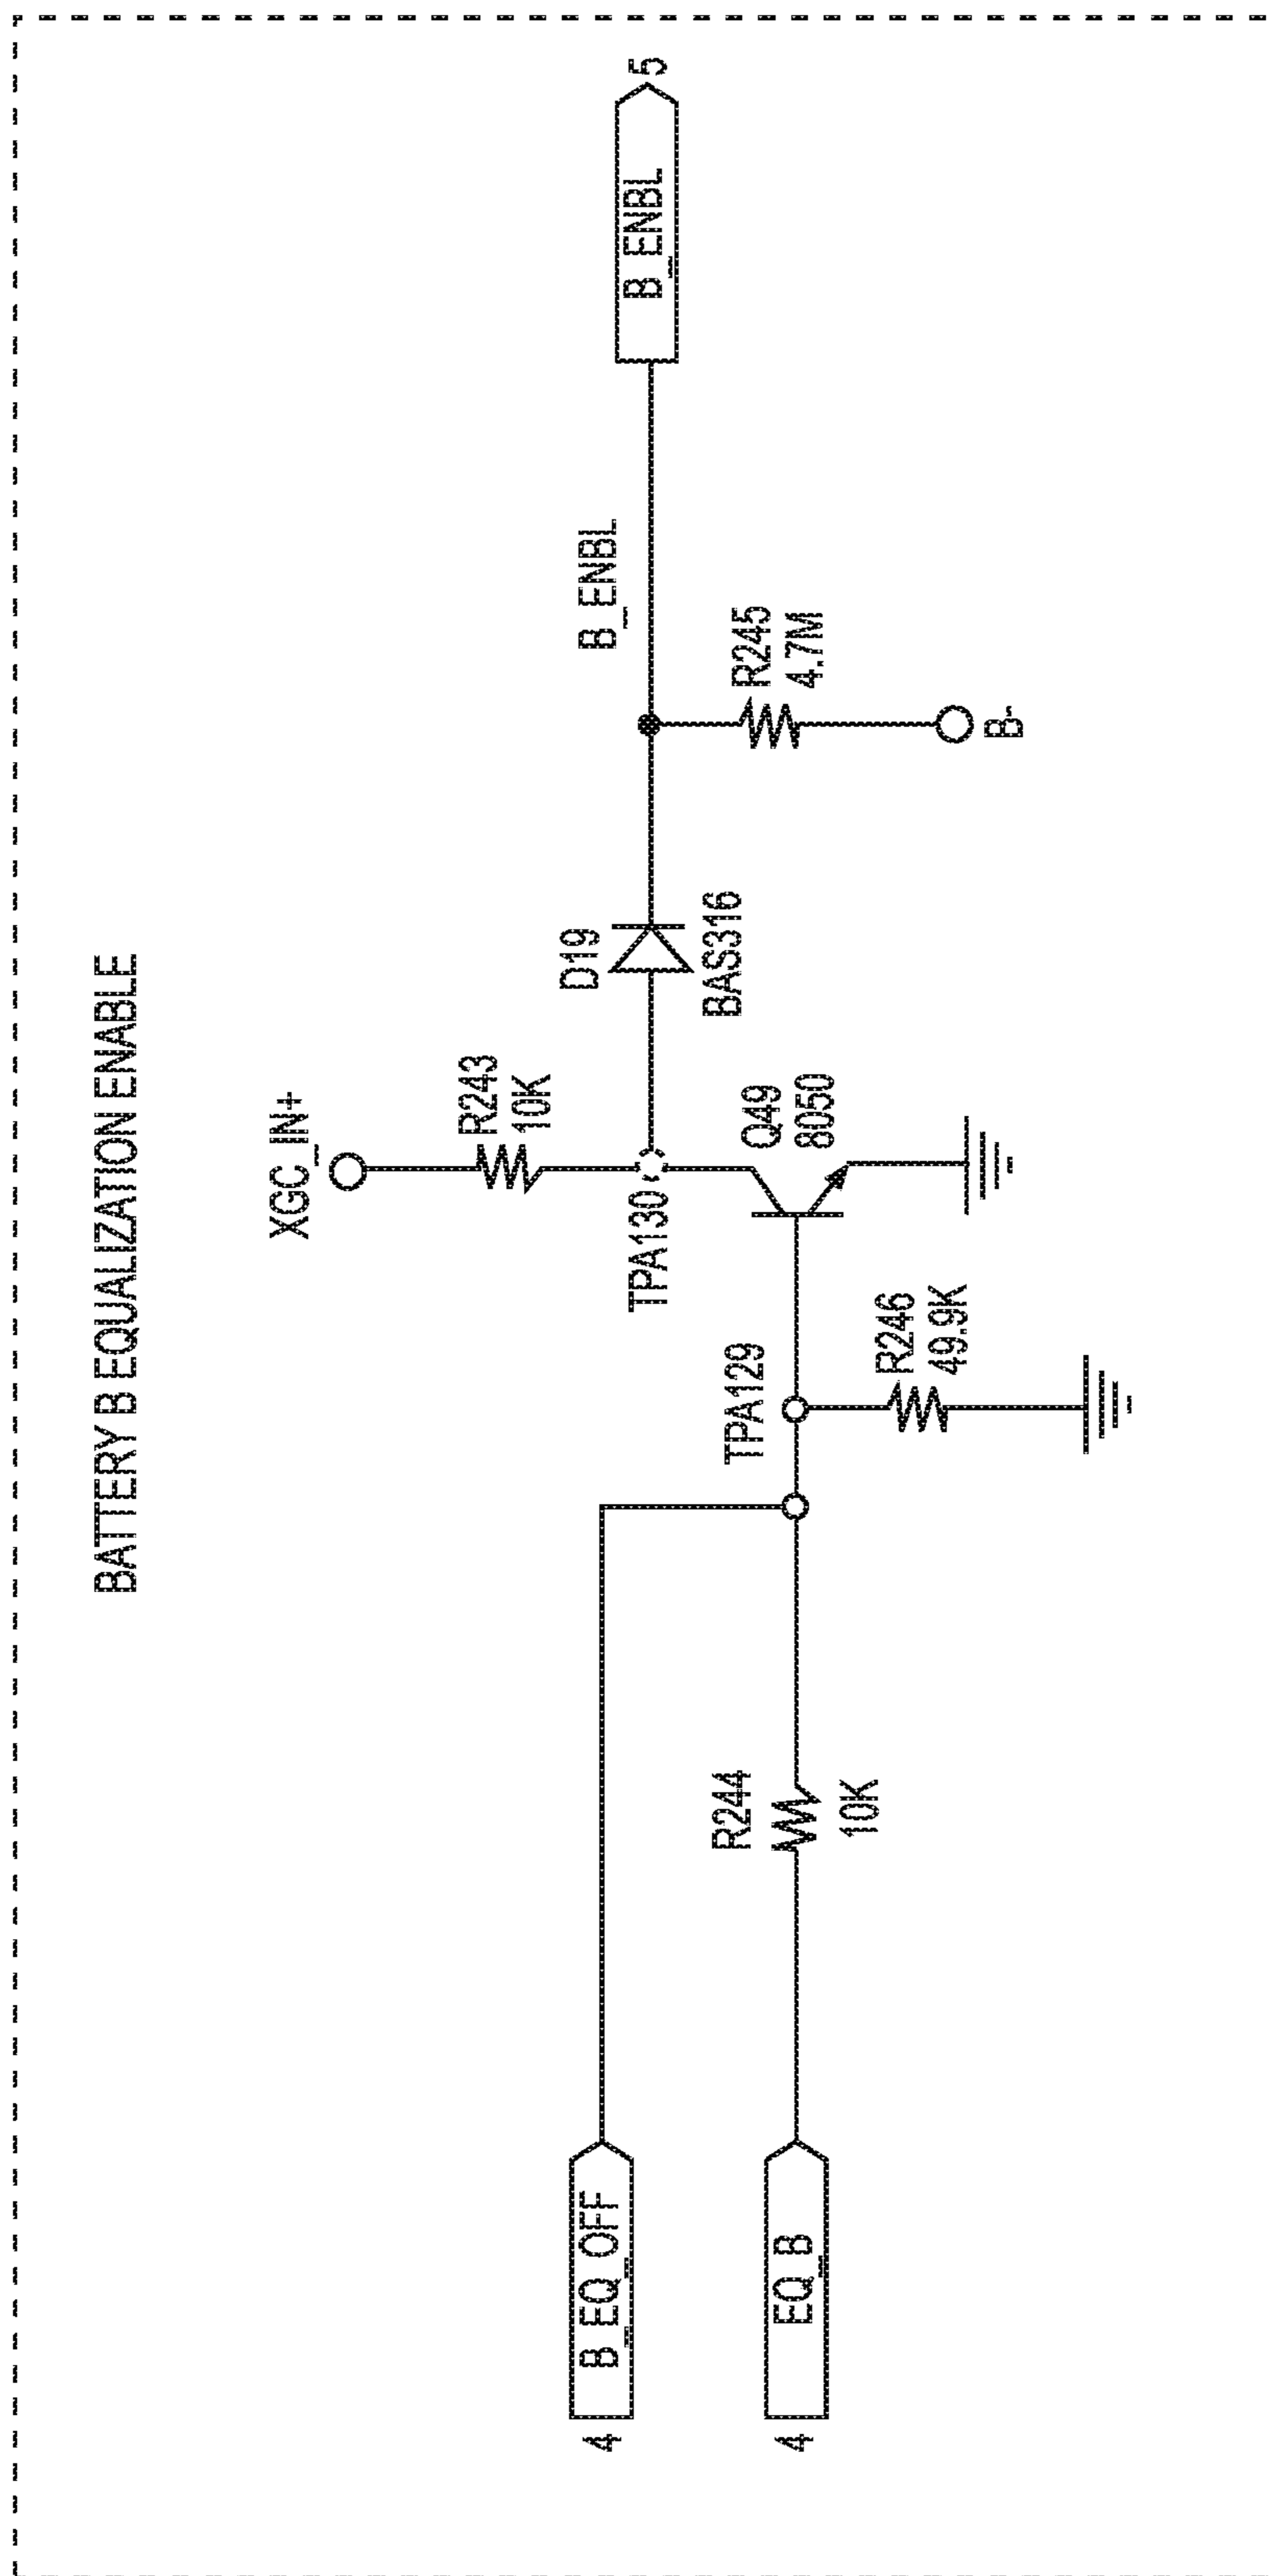 BATTERY B EQUALIZATION ENABLE
XGC_IN+
R243
10K
D19
B_ENBL
B_ENBL
5
TPA130
BAS316
Q49
8050
R245
4.7M
B-
TPA129
R246
49.9K
R244
10K
4
B_EQ_OFF
4
EQ_B